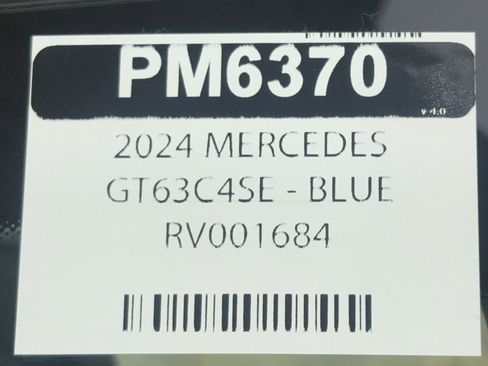 PM6370
v 4.0
2024 MERCEDES
GT63C4SE - BLUE
RV001684